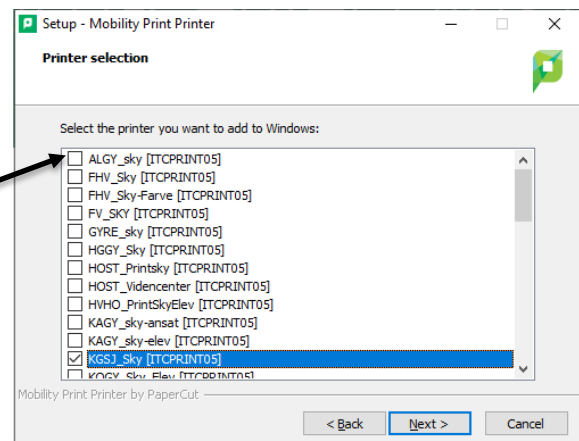 Setup - Mobility Print Printer
Printer selection
Select the printer you want to add to Windows:
ALGY_sky [ITCPRINT05]
FHV_Sky [ITCPRINT05]
FHV_Sky-Farve [ITCPRINT05]
FV_SKY [ITCPRINT05]
GYRE_sky [ITCPRINT05]
HGGY_Sky [ITCPRINT05]
HOST_Printsky [ITCPRINT05]
HOST_Videncenter [ITCPRINT05]
HVHO_PrintSkyElev [ITCPRINT05]
KAGY_sky-ansat [ITCPRINT05]
KAGY_sky-elev [ITCPRINT05]
KGSJ_Sky [ITCPRINT05]
KOGY_Sky_Elev [ITCPRINT05]
Mobility Print Printer by PaperCut
< Back Next > Cancel